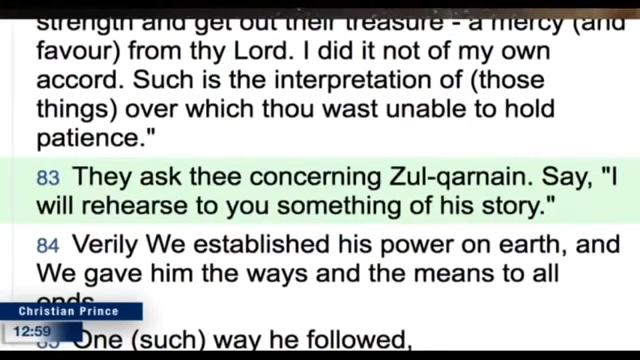 strength and get out their treasure - a mercy (and
favour) from thy Lord. I did it not of my own
accord. Such is the interpretation of (those
things) over which thou wast unable to hold
patience."
83 They ask thee concerning Zul-qarnain. Say, "I
will rehearse to you something of his story."
84 Verily We established his power on earth, and
We gave him the ways and the means to all
ends.
Christian Prince
12:59
One (such) way he followed,